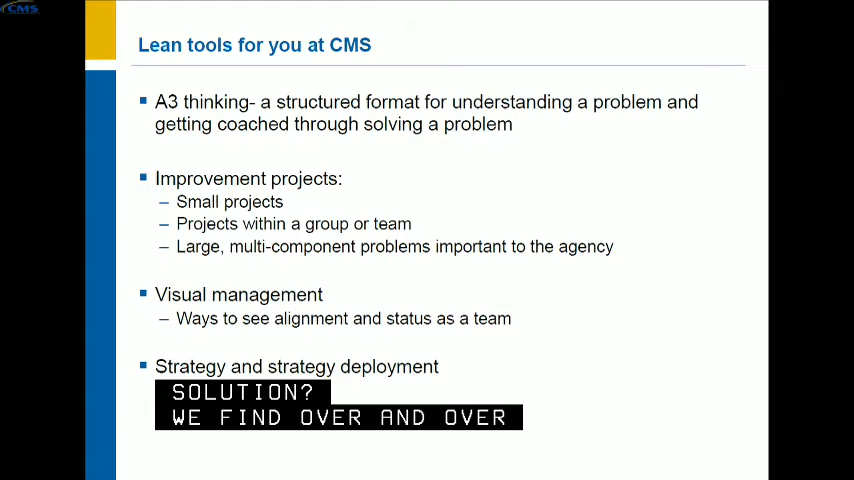 CMS
Lean tools for you at CMS
A3 thinking- a structured format for understanding a problem and
getting coached through solving a problem
Improvement projects:
– Small projects
– Projects within a group or team
– Large, multi-component problems important to the agency
Visual management
– Ways to see alignment and status as a team
Strategy and strategy deployment
SOLUTION?
WE FIND OVER AND OVER